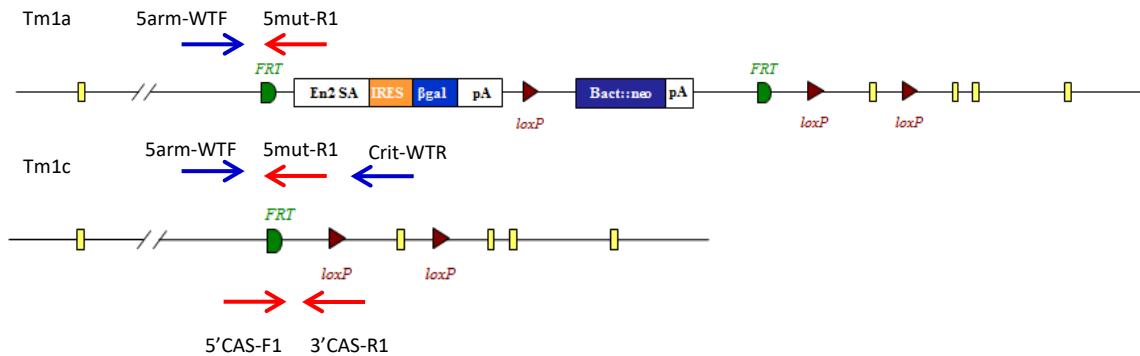 Tm1a 5arm-WTF 5mut-R1
FRT FRT
En2 SA IRES βgal pA Bact::neo pA
loxP loxP loxP
5arm-WTF 5mut-R1 Crit-WTR
Tm1c
FRT
loxP loxP
5’CAS-F1 3’CAS-R1